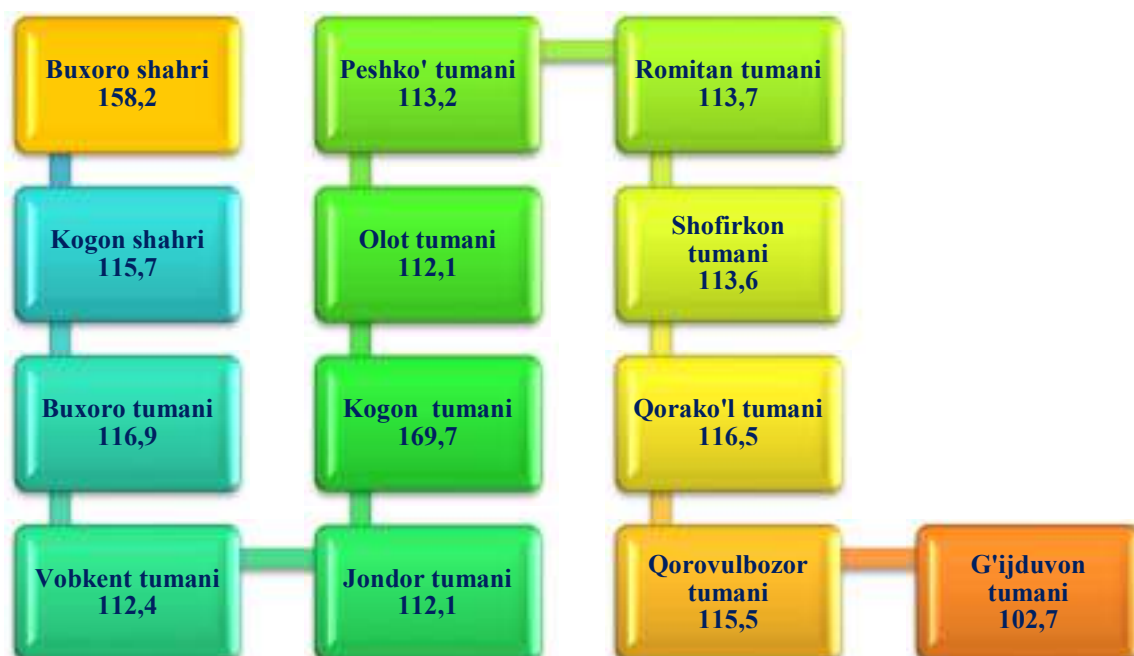 Buxoro shahri
158,2
Kogon shahri
115,7
Buxoro tumani
116,9
Vobkent tumani
112,4
Jondor tumani
112,1
Kogon tumani
169,7
Olot tumani
112,1
Peshko' tumani
113,2
Romitan tumani
113,7
Shofirkon
tumani
113,6
Qorako'l tumani
116,5
Qorovulbozor
tumani
115,5
G'ijduvon
tumani
102,7